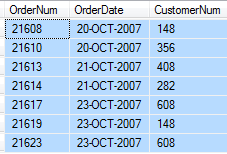 OrderNum OrderDate CustomerNum
21608 20-OCT-2007 148
21610 20-OCT-2007 356
21613 21-OCT-2007 408
21614 21-OCT-2007 282
21617 23-OCT-2007 608
21619 23-OCT-2007 148
21623 23-OCT-2007 608